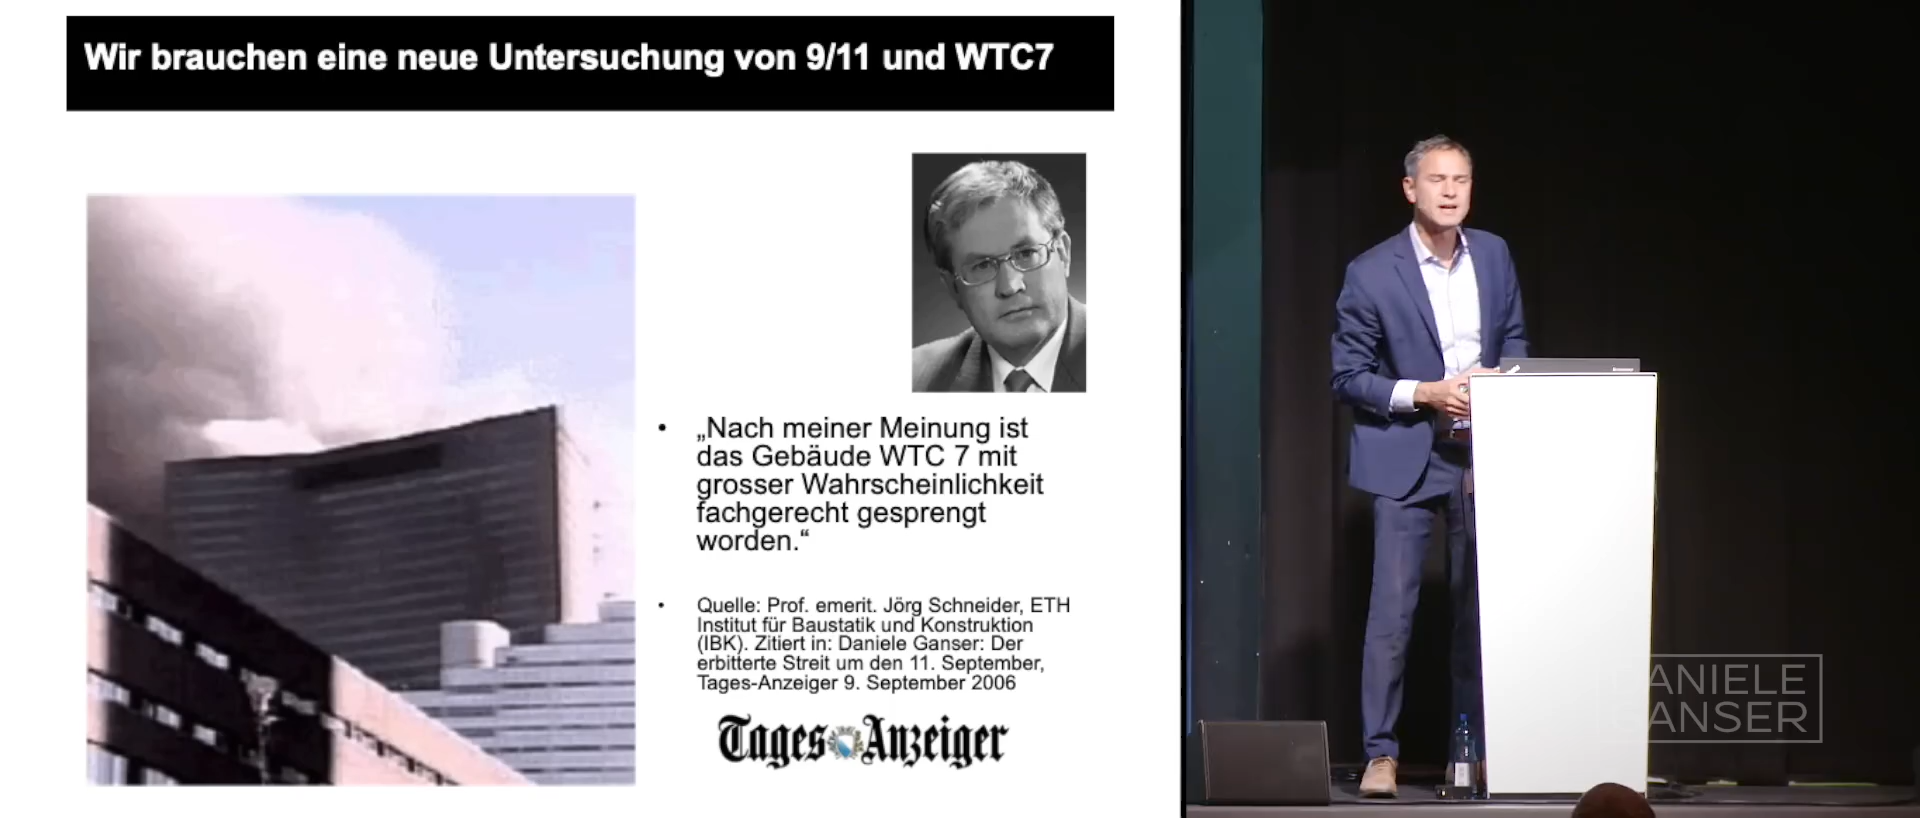 Wir brauchen eine neue Untersuchung von 9/11 und WTC7
• „Nach meiner Meinung ist
das Gebäude WTC 7 mit
grosser Wahrscheinlichkeit
fachgerecht gesprengt
worden.“
• Quelle: Prof. emerit. Jörg Schneider, ETH
Institut für Baustatik und Konstruktion
(IBK). Zitiert in: Daniele Ganser: Der
erbitterte Streit um den 11. September,
Tages-Anzeiger 9. September 2006
Tages Anzeiger
ANIELE
GANSER